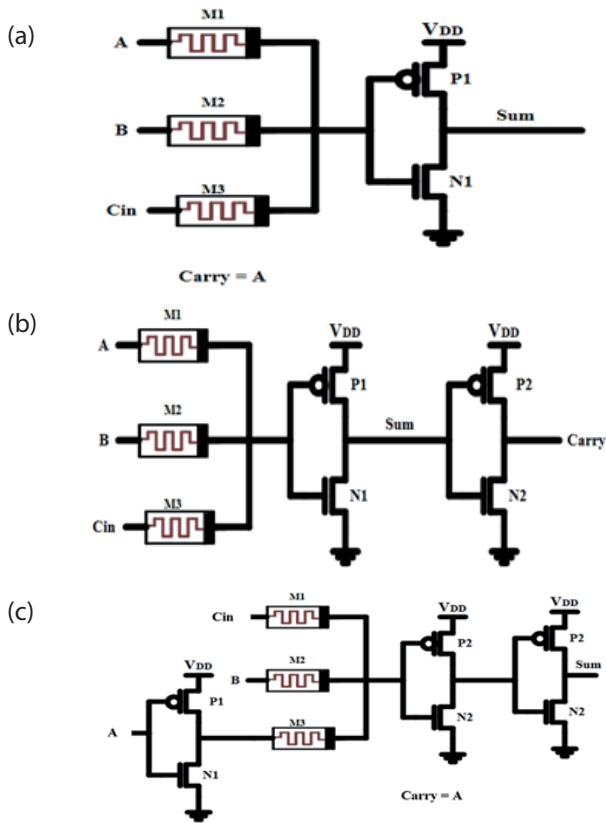 (a)
M1
A
M2
B
M3
Cin
VDD
P1
Sum
N1
Carry = A
(b)
M1
A
M2
B
M3
Cin
VDD
P1
Sum
N1
VDD
P2
Carry
N2
(c)
M1
Cin
M2
B
M3
VDD
P1
A
N1
VDD
P2
N2
VDD
P2
Sum
N2
Carry = A